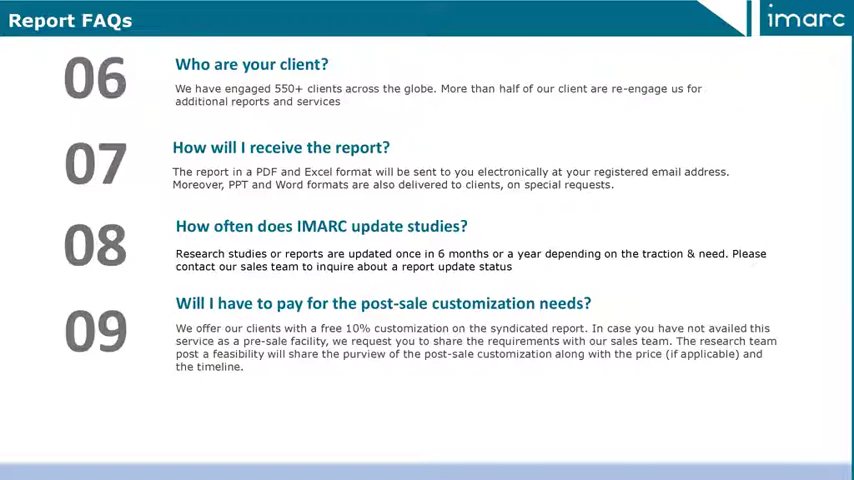 Report FAQs
imarc
06
Who are your client?
We have engaged 550+ clients across the globe. More than half of our client are re-engage us for
additional reports and services
07
How will I receive the report?
The report in a PDF and Excel format will be sent to you electronically at your registered email address.
Moreover, PPT and Word formats are also delivered to clients, on special requests.
08
How often does IMARC update studies?
Research studies or reports are updated once in 6 months or a year depending on the traction & need. Please
contact our sales team to inquire about a report update status
09
Will I have to pay for the post-sale customization needs?
We offer our clients with a free 10% customization on the syndicated report. In case you have not availed this
service as a pre-sale facility, we request you to share the requirements with our sales team. The research team
post a feasibility will share the purview of the post-sale customization along with the price (if applicable) and
the timeline.